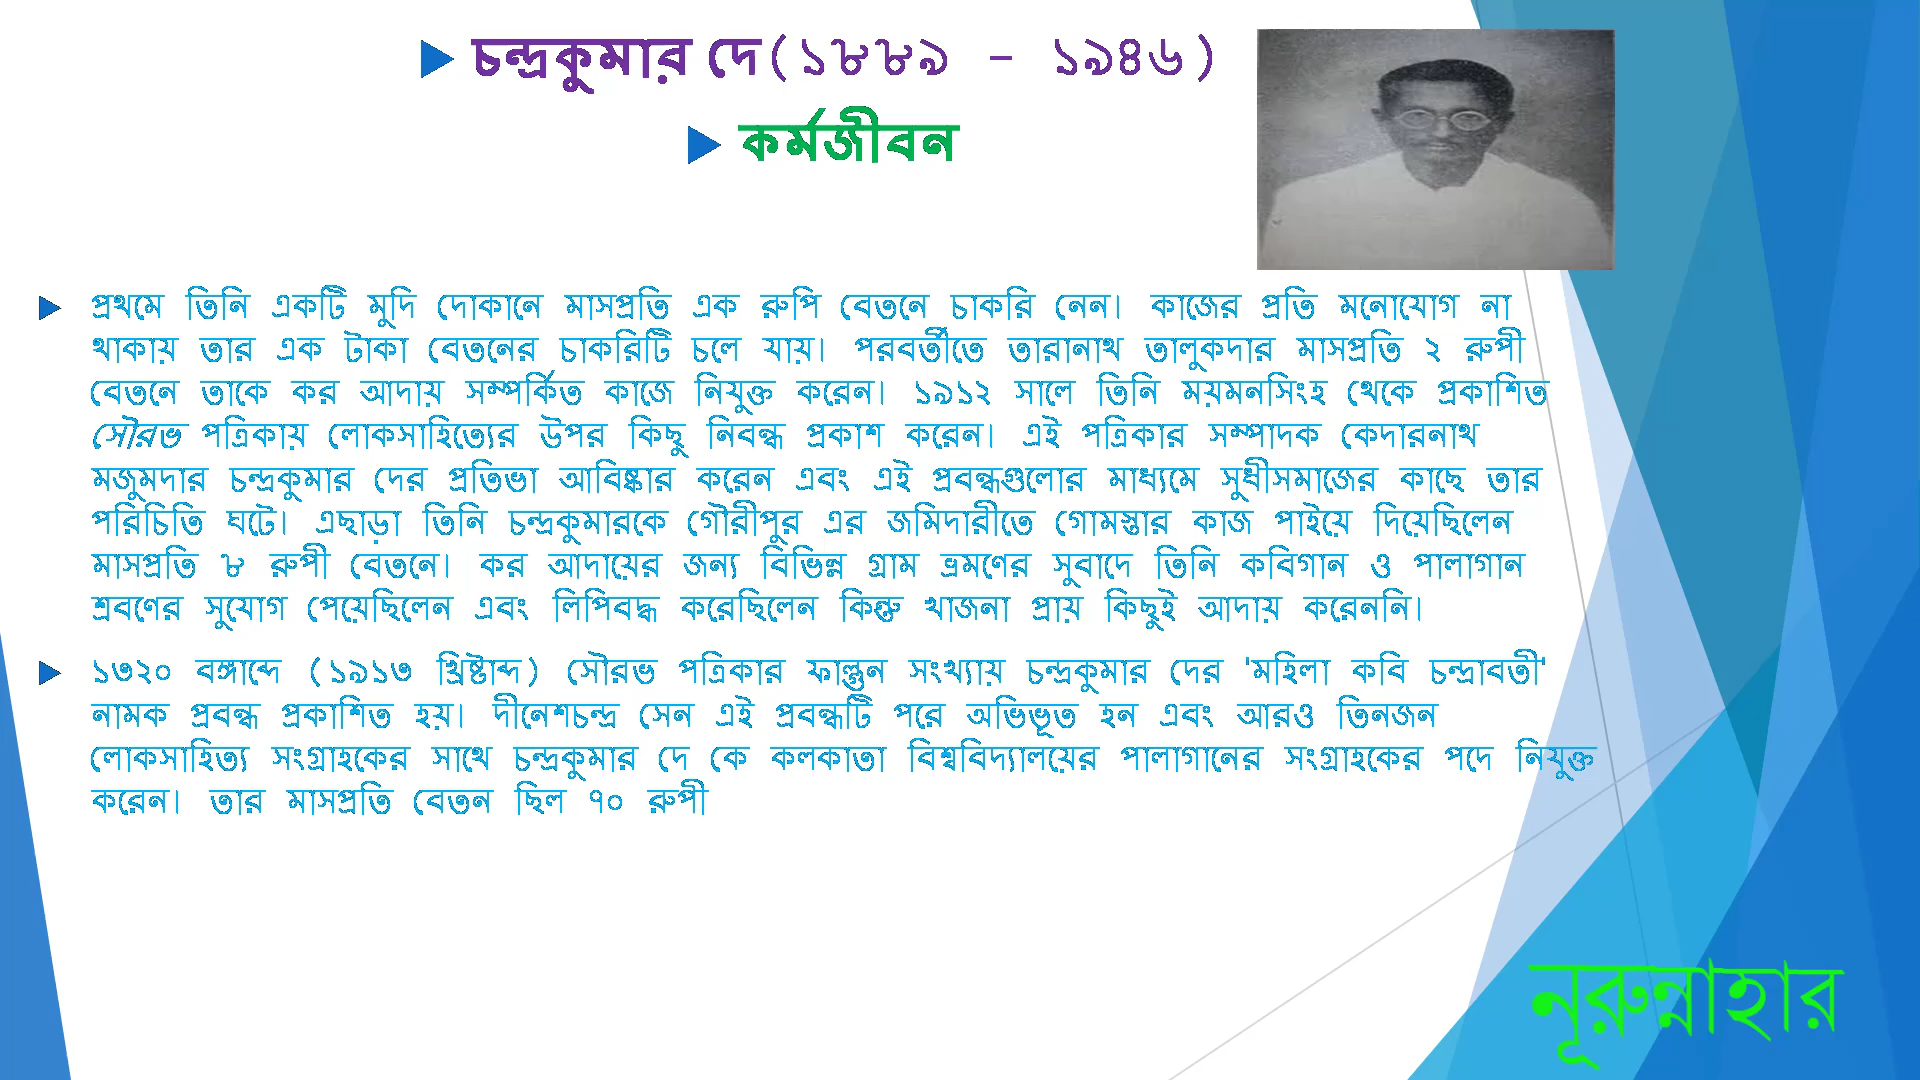 চন্দ্রকুমার দে(১৮৮৯ - ১৯৪৬)
কর্মজীবন
প্রথমে তিনি একটি মুদি দোকানে মাসপ্রতি এক রুপি বেতনে চাকরি নেন। কাজের প্রতি মনোযোগ না
থাকায় তার এক টাকা বেতনের চাকরিটি চলে যায়। পরবর্তীতে তারানাথ তালুকদার মাসপ্রতি ২ রুপী
বেতনে তাকে কর আদায় সম্পর্কিত কাজে নিযুক্ত করেন। ১৯১২ সালে তিনি ময়মনসিংহ থেকে প্রকাশিত
সৌরভ পত্রিকায় লোকসাহিত্যের উপর কিছু নিবন্ধ প্রকাশ করেন। এই পত্রিকার সম্পাদক কেদারনাথ
মজুমদার চন্দ্রকুমার দের প্রতিভা আবিষ্কার করেন এবং এই প্রবন্ধগুলোর মাধ্যমে সুধীসমাজের কাছে তার
পরিচিতি ঘটে। এছাড়া তিনি চন্দ্রকুমারকে গৌরীপুর এর জমিদারীতে গোমস্তার কাজ পাইয়ে দিয়েছিলেন
মাসপ্রতি ৮ রুপী বেতনে। কর আদায়ের জন্য বিভিন্ন গ্রাম ভ্রমণের সুবাদে তিনি কবিগান ও পালাগান
শ্রবণের সুযোগ পেয়েছিলেন এবং লিপিবদ্ধ করেছিলেন কিন্তু খাজনা প্রায় কিছুই আদায় করেননি।
১৩২০ বঙ্গাব্দে (১৯১৩ খ্রিষ্টাব্দ) সৌরভ পত্রিকার ফাল্গুন সংখ্যায় চন্দ্রকুমার দের 'মহিলা কবি চন্দ্রাবতী'
নামক প্রবন্ধ প্রকাশিত হয়। দীনেশচন্দ্র সেন এই প্রবন্ধটি পরে অভিভূত হন এবং আরও তিনজন
লোকসাহিত্য সংগ্রাহকের সাথে চন্দ্রকুমার দে কে কলকাতা বিশ্ববিদ্যালয়ের পালাগানের সংগ্রাহকের পদে নিযুক্ত
করেন। তার মাসপ্রতি বেতন ছিল ৭০ রুপী
নূরুন্নাহার